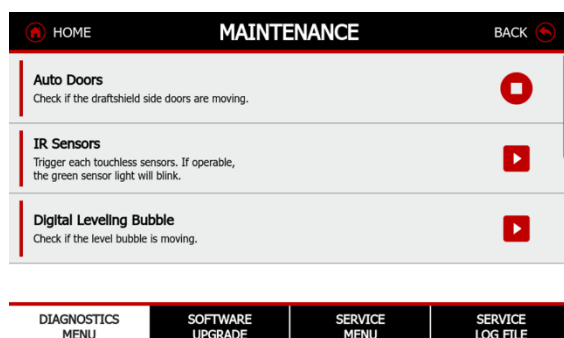 HOME MAINTENANCE BACK
Auto Doors
Check if the draftshield side doors are moving.
IR Sensors
Trigger each touchless sensors. If operable,
the green sensor light will blink.
Digital Leveling Bubble
Check if the level bubble is moving.
DIAGNOSTICS SOFTWARE SERVICE SERVICE
MENU UPGRADE MENU LOG FILE